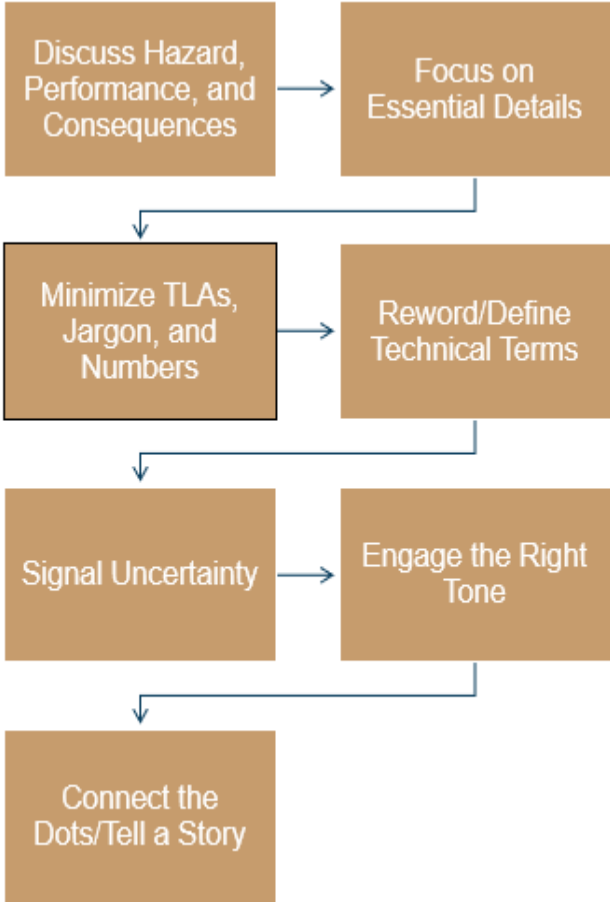 Discuss Hazard,
Performance, and
Consequences
Focus on
Essential Details
Minimize TLAs,
Jargon, and
Numbers
Reword/Define
Technical Terms
Signal Uncertainty
Engage the Right
Tone
Connect the
Dots/Tell a Story